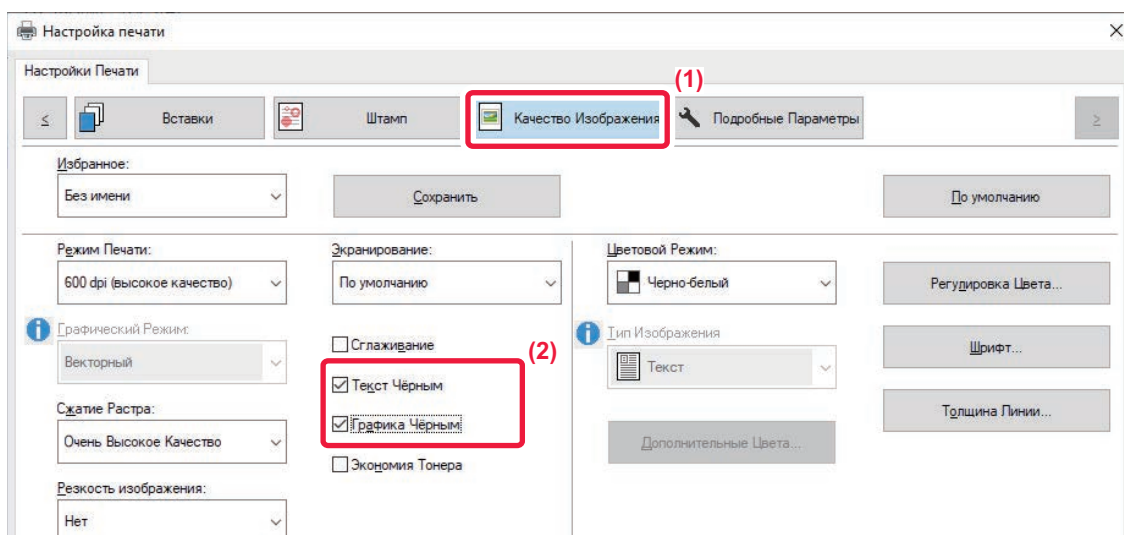 Настройка печати
Настройки Печати
(1)
≤ Вставки Штамп Качество Изображения Подробные Параметры ≥
Избранное:
Без имени Сохранить По умолчанию
Режим Печати: Экранирование: Цветовой Режим:
600 dpi (высокое качество) По умолчанию Черно-белый Регулировка Цвета...
Графический Режим: Сглаживание (2) Тип Изображения
Векторный Текст Чёрным Текст Шрифт...
Сжатие Растра: Графика Чёрным Толщина Линии...
Очень Высокое Качество Экономия Тонера Дополнительные Цвета...
Резкость изображения:
Нет